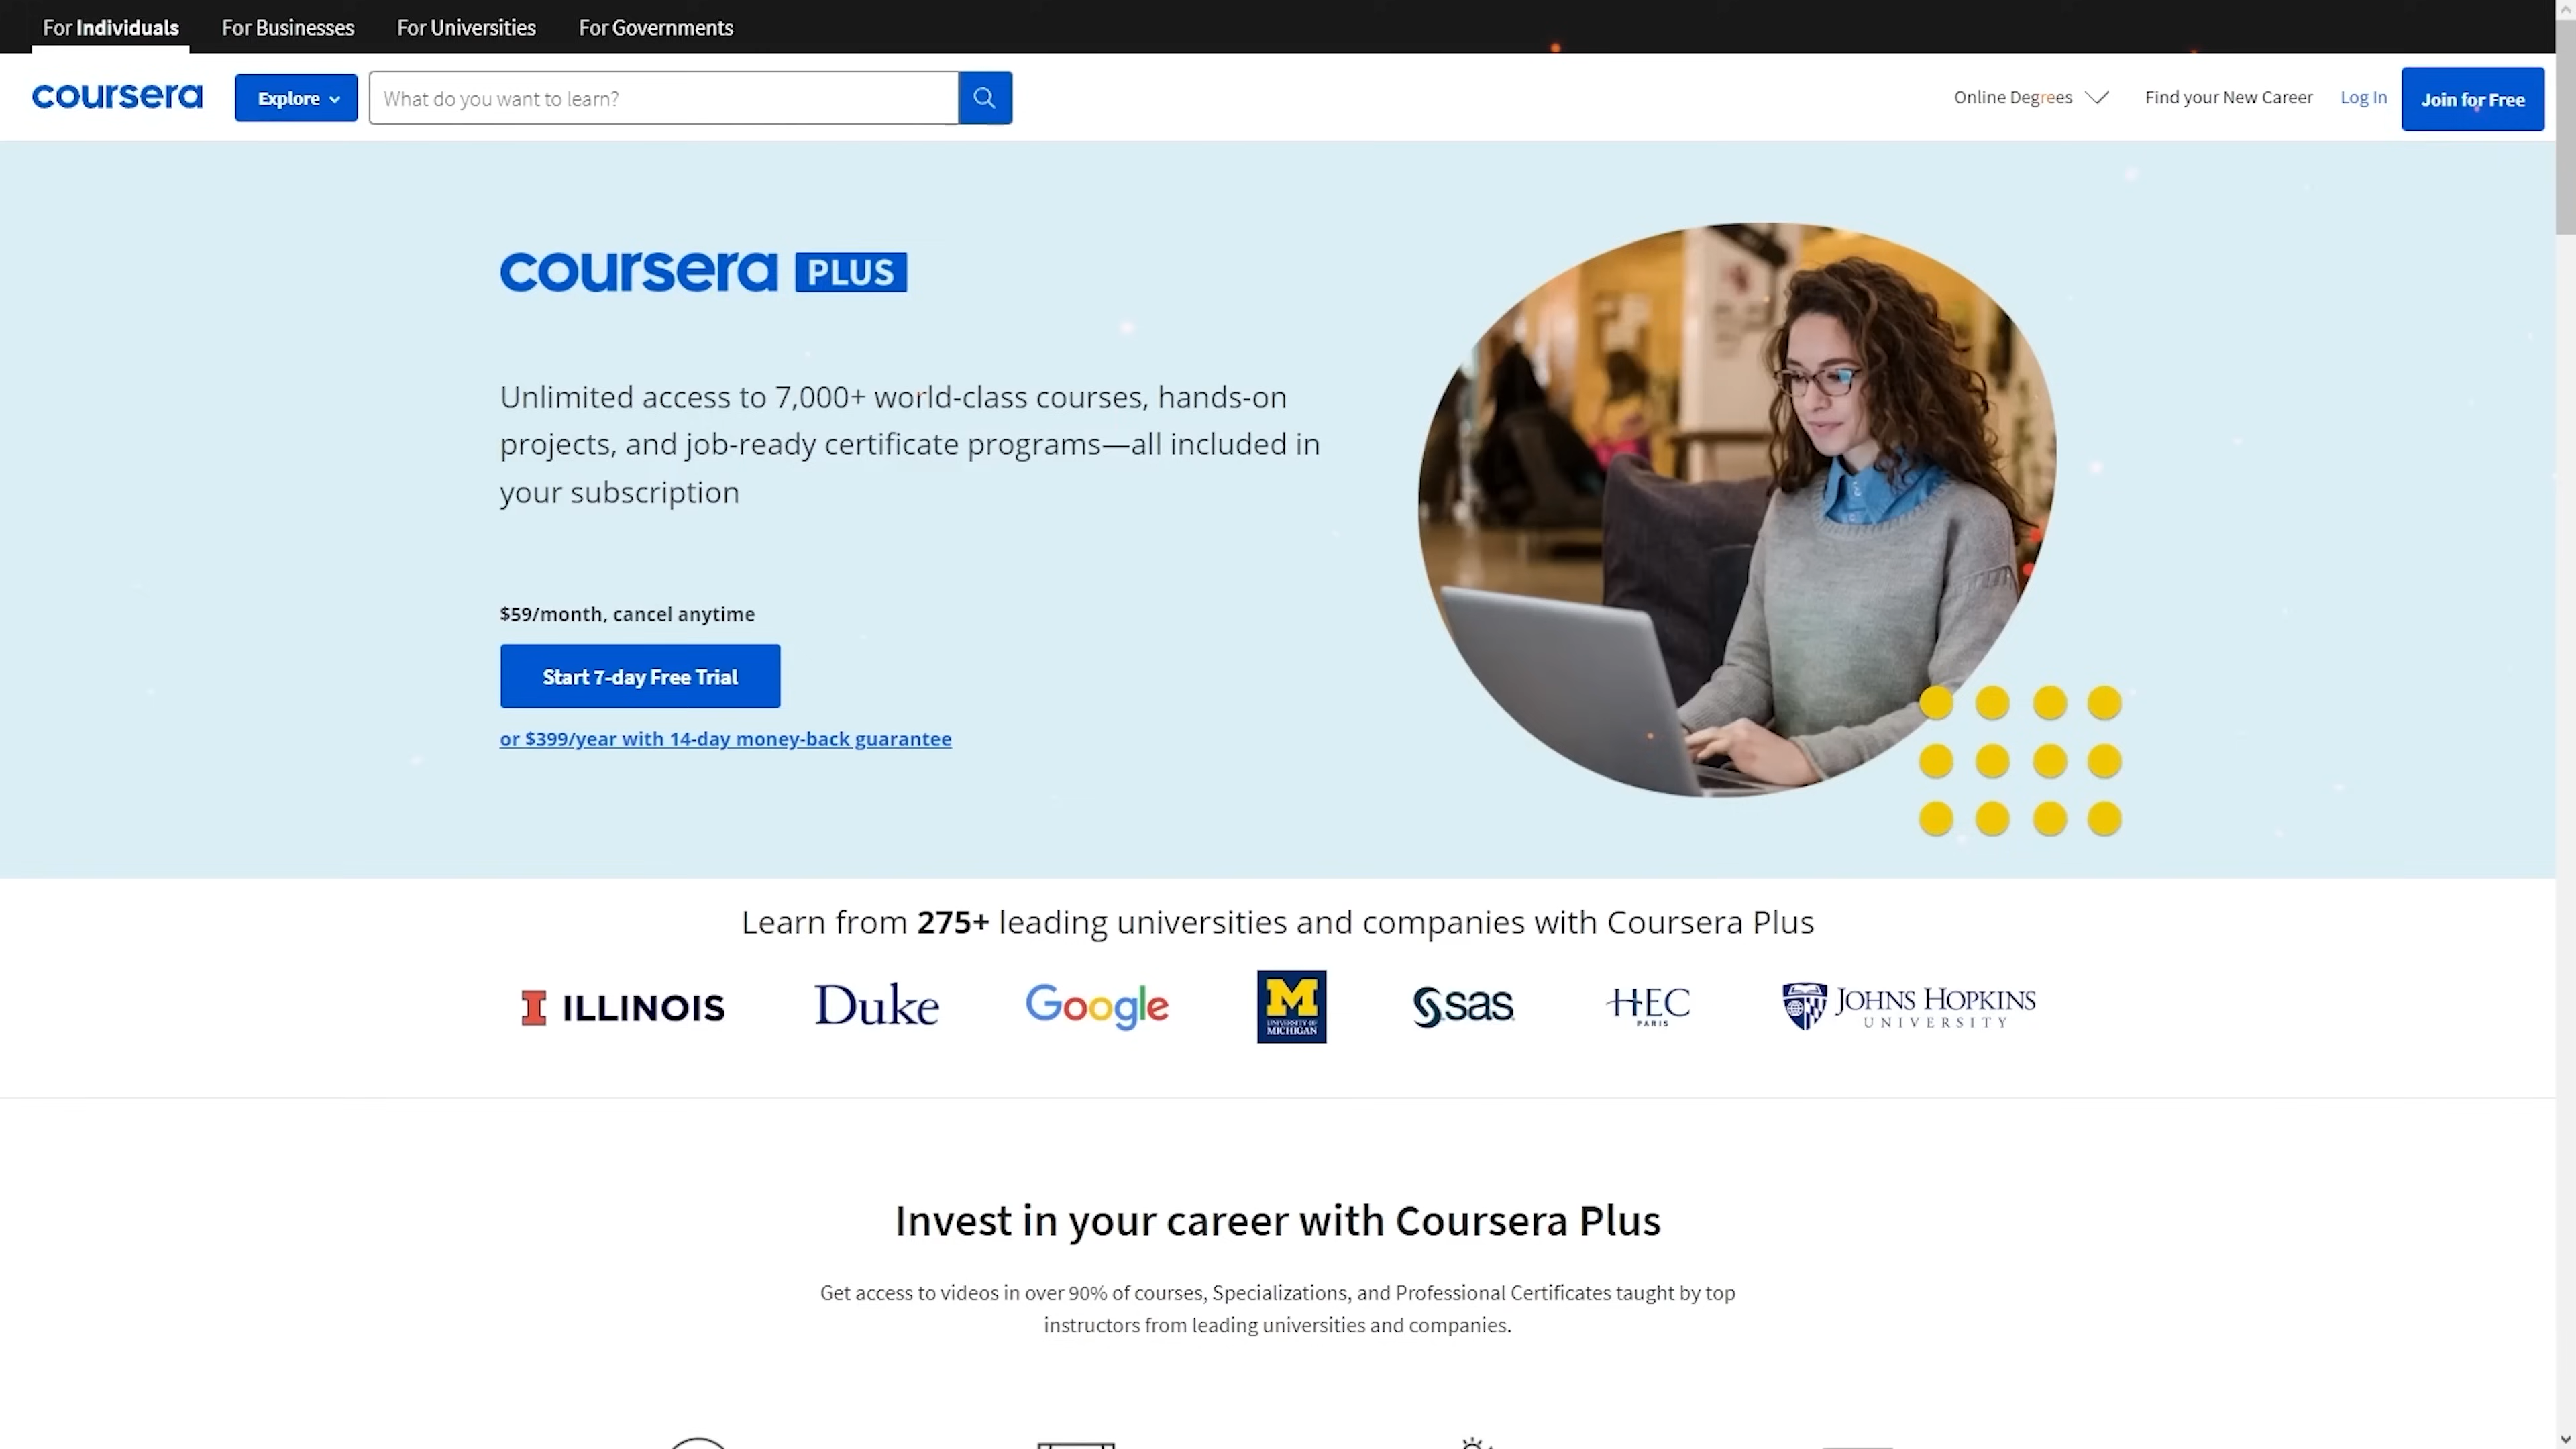 For Individuals For Businesses For Universities For Governments
coursera Explore What do you want to learn? Online Degrees Find your New Career Log In Join for Free
coursera PLUS
Unlimited access to 7,000+ world-class courses, hands-on
projects, and job-ready certificate programs—all included in
your subscription
$59/month, cancel anytime
Start 7-day Free Trial
or $399/year with 14-day money-back guarantee
Learn from 275+ leading universities and companies with Coursera Plus
I ILLINOIS Duke Google M UNIVERSITY OF MICHIGAN sas HEC PARIS JOHNS HOPKINS UNIVERSITY
Invest in your career with Coursera Plus
Get access to videos in over 90% of courses, Specializations, and Professional Certificates taught by top
instructors from leading universities and companies.